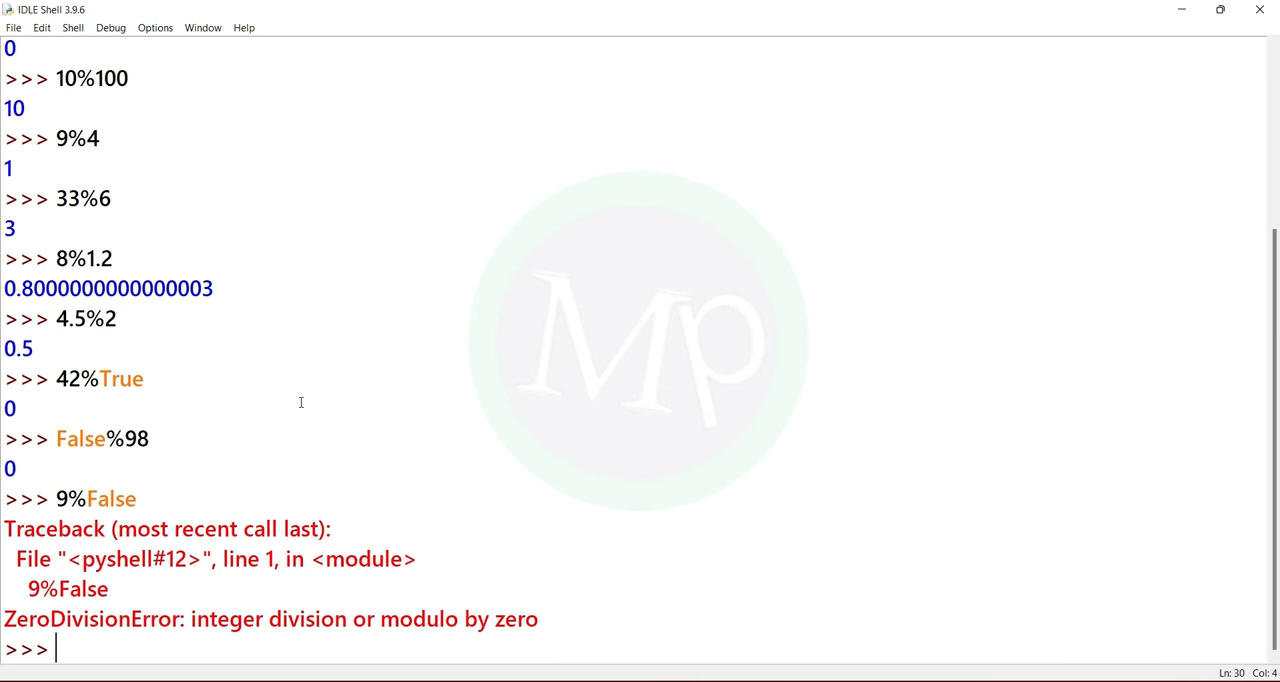 IDLE Shell 3.9.6
File Edit Shell Debug Options Window Help
0
>>> 10%100
10
>>> 9%4
1
>>> 33%6
3
>>> 8%1.2
0.8000000000000003
>>> 4.5%2
0.5
>>> 42%True
0
>>> False%98
0
>>> 9%False
Traceback (most recent call last):
  File "<pyshell#12>", line 1, in <module>
    9%False
ZeroDivisionError: integer division or modulo by zero
>>>
Mp
Ln: 30 Col: 4